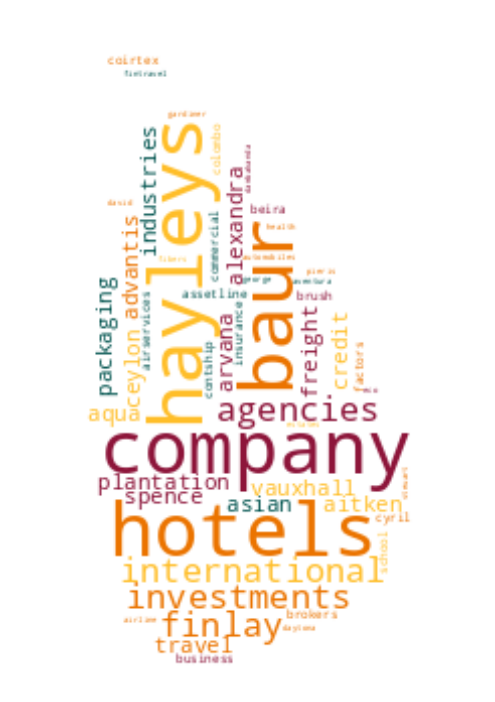 coirtex
fintravel
gardiner
hayleys
colombo
industries
alexandra
david
advantis
commercial
beira
baur
health
fibers
automobiles
george
aventura
pieris
packaging
ceylon
airservices
assetline
insurance
brush
contship
arvana
freight
credit
factors
aqua
agencies
company
plantation
spence
vauxhall
asian
aitken
stewart
cyril
hotels
school
international
investments
airline
finlay
brokers
daytona
travel
business